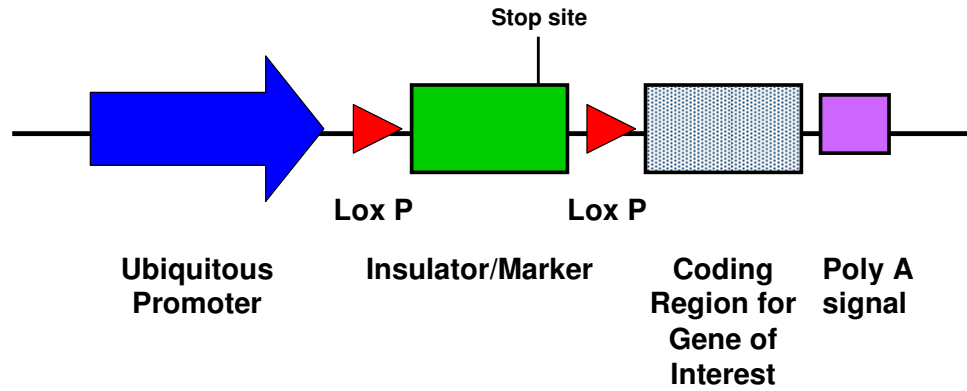 Stop site
Lox P
Lox P
Ubiquitous
Promoter
Insulator/Marker
Coding
Region for
Gene of
Interest
Poly A
signal